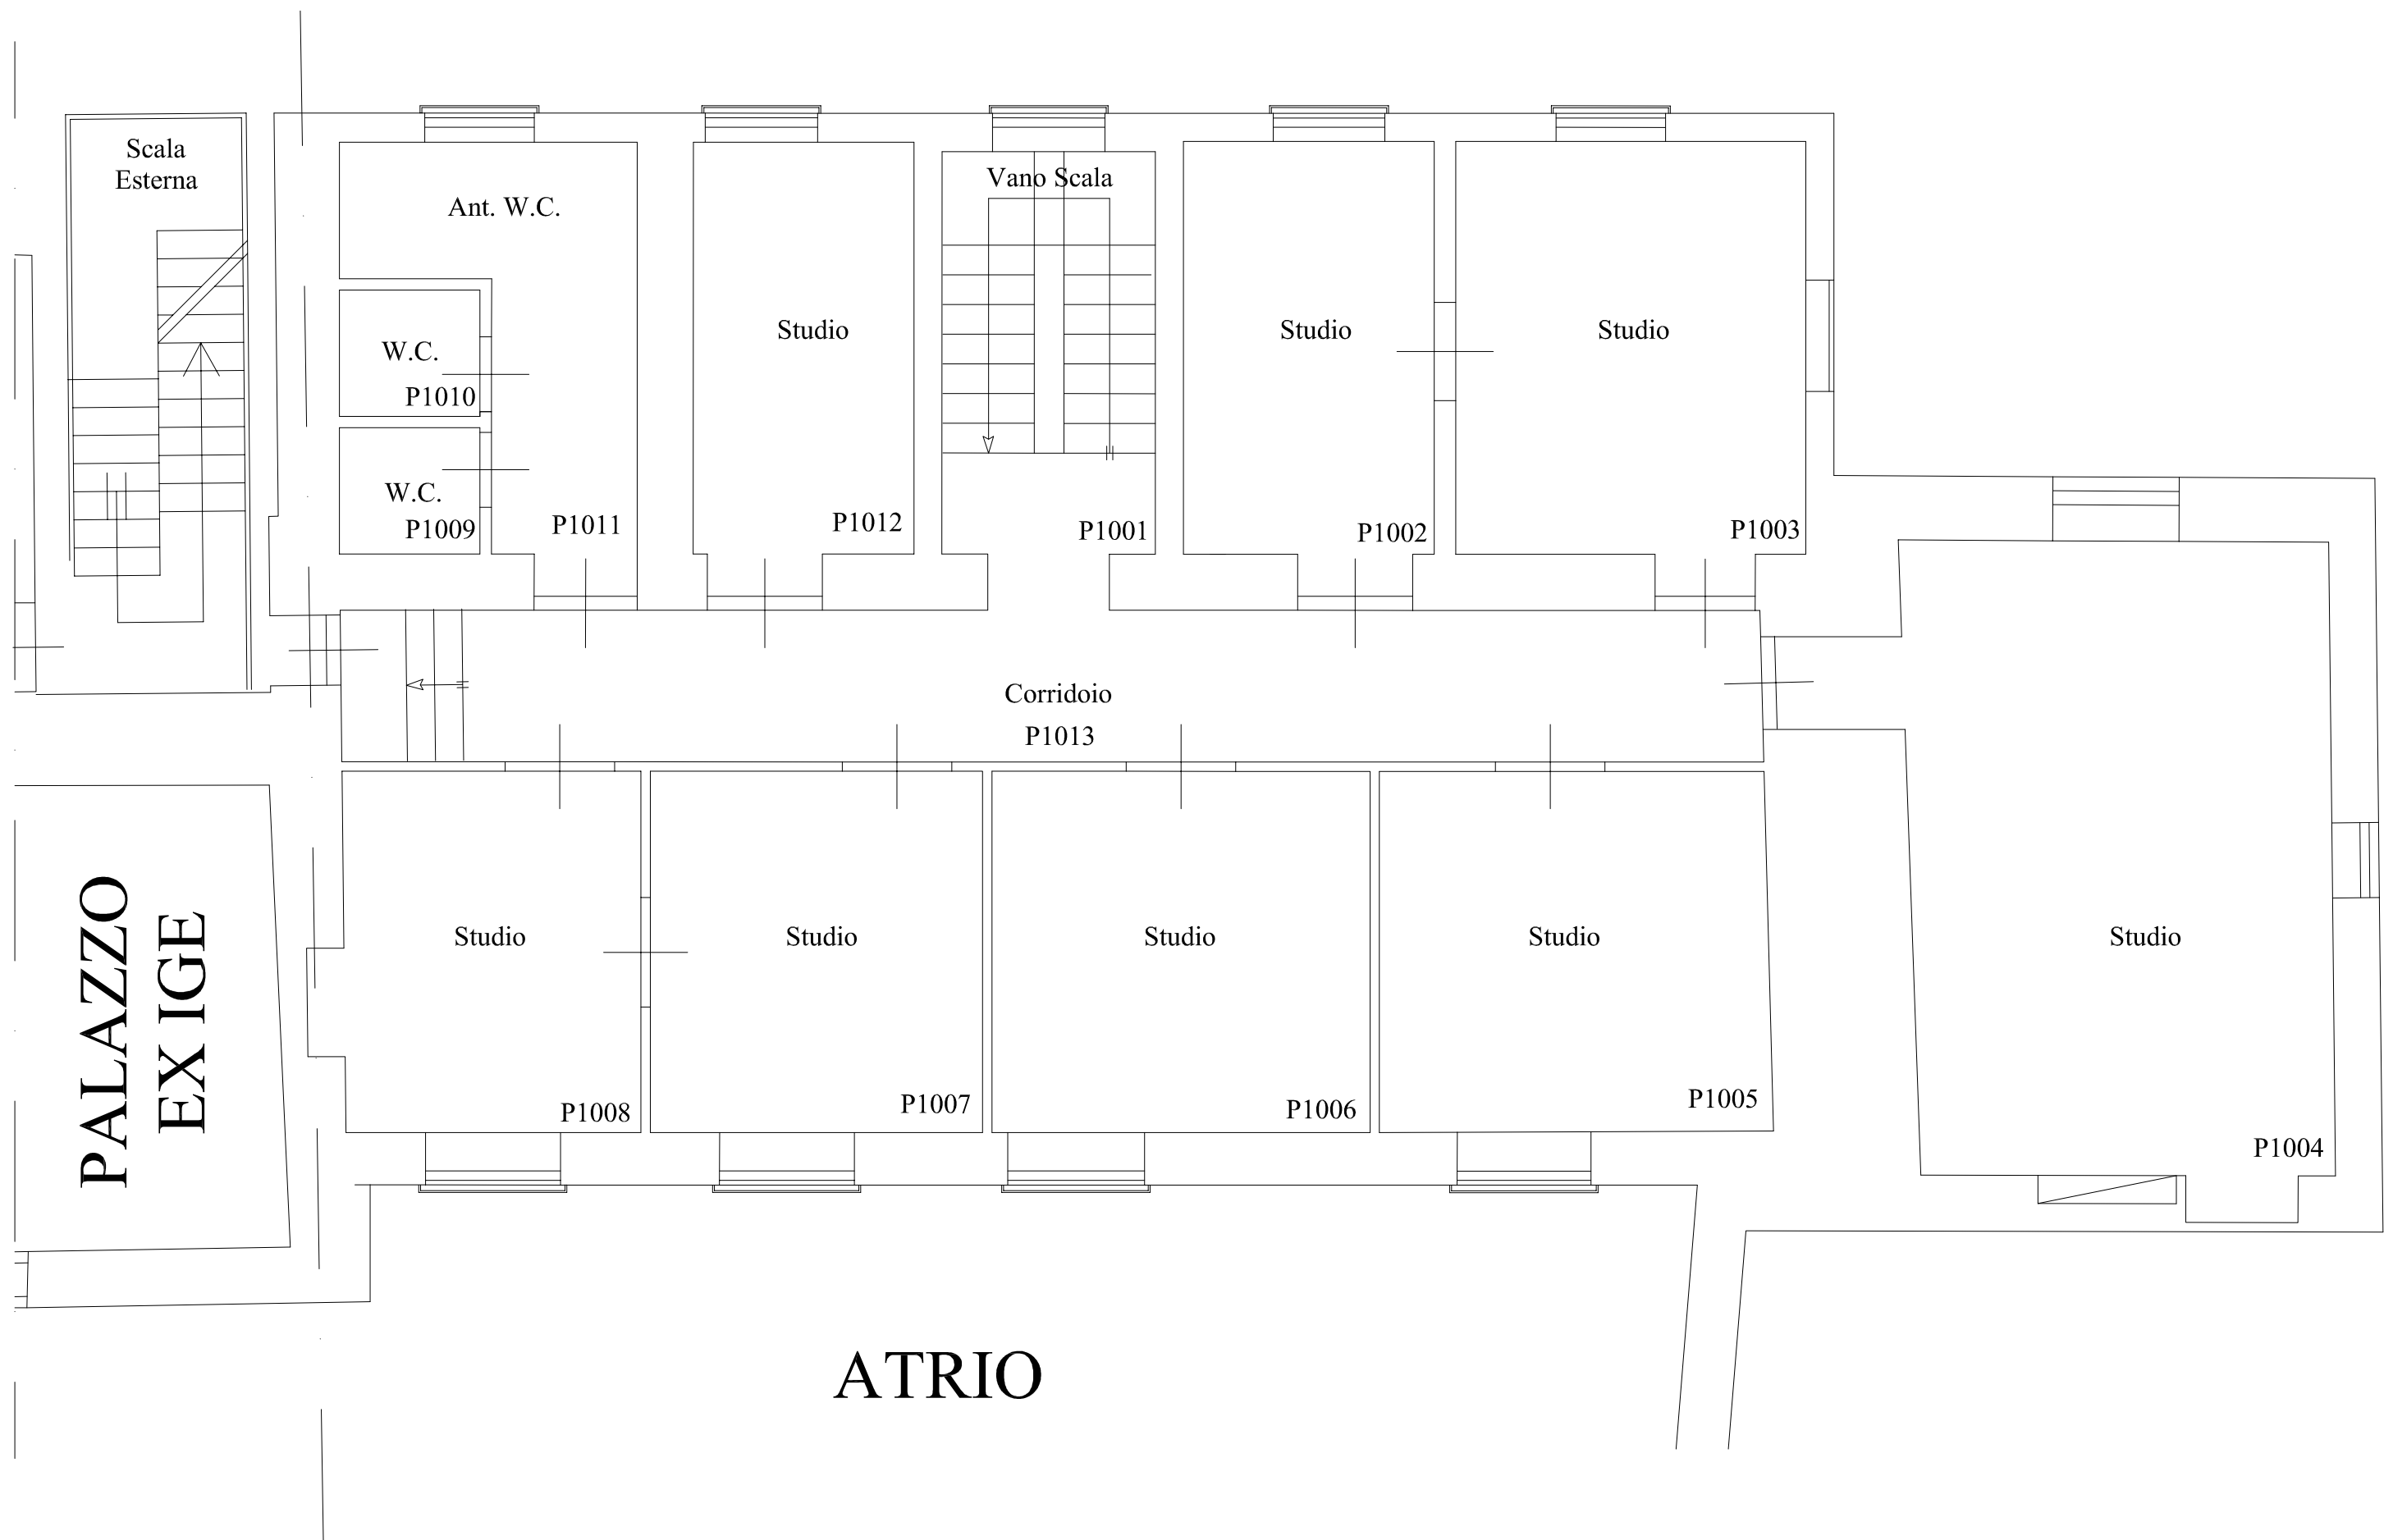 Scala
Esterna
Ant. W.C.
W.C.
P1010
W.C.
P1009
P1011
Studio
P1012
Vano Scala
P1001
Studio
P1002
Studio
P1003
Corridoio
P1013
Studio
P1008
Studio
P1007
Studio
P1006
Studio
P1005
Studio
P1004
PALAZZO
EX IGE
ATRIO